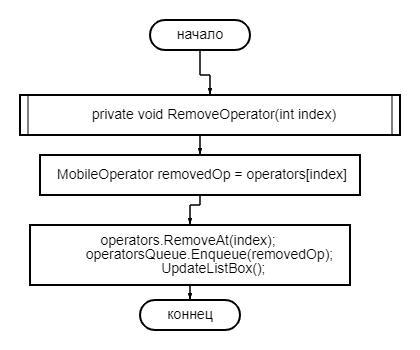 начало
private void RemoveOperator(int index)
MobileOperator removedOp = operators[index]
operators.RemoveAt(index);
operatorsQueue.Enqueue(removedOp);
UpdateListBox();
коннец